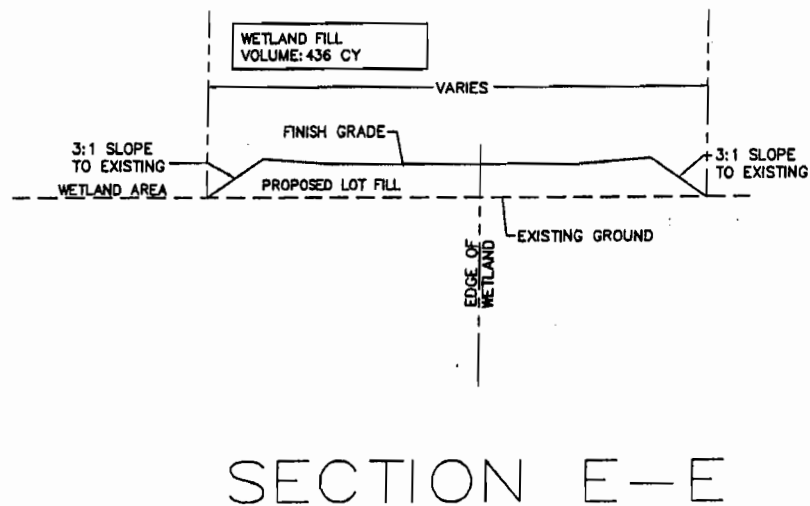 WETLAND FILL
VOLUME: 436 CY
VARIES
3:1 SLOPE
TO EXISTING
FINISH GRADE
3:1 SLOPE
TO EXISTING
WETLAND AREA
PROPOSED LOT FILL
EXISTING GROUND
EDGE OF
WETLAND
SECTION E-E